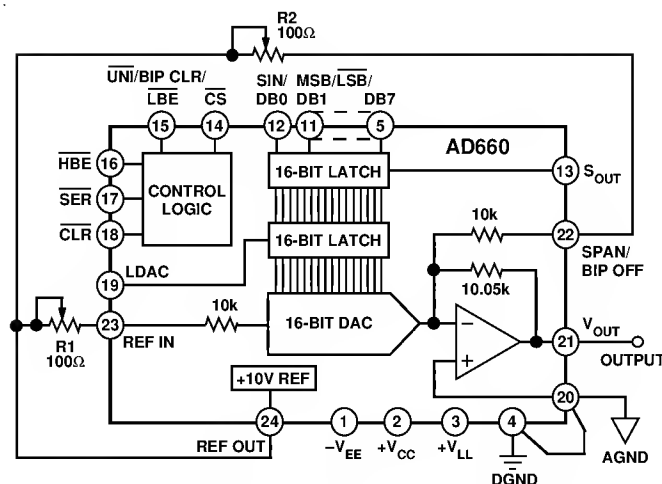 R2
100Ω
UNI/BIP CLR/
LBE
CS
SIN/
DB0
MSB/LSB/
DB1
DB7
15
14
12
11
5
AD660
HBE
16
SER
17
CLR
18
CONTROL
LOGIC
16-BIT LATCH
13
SOUT
10k
22
SPAN/
BIP OFF
LDAC
19
16-BIT LATCH
10.05k
R1
100Ω
23
REF IN
10k
16-BIT DAC
−
+
VOUT
21
OUTPUT
+10V REF
20
24
REF OUT
1
−VEE
2
+VCC
3
+VLL
4
DGND
AGND